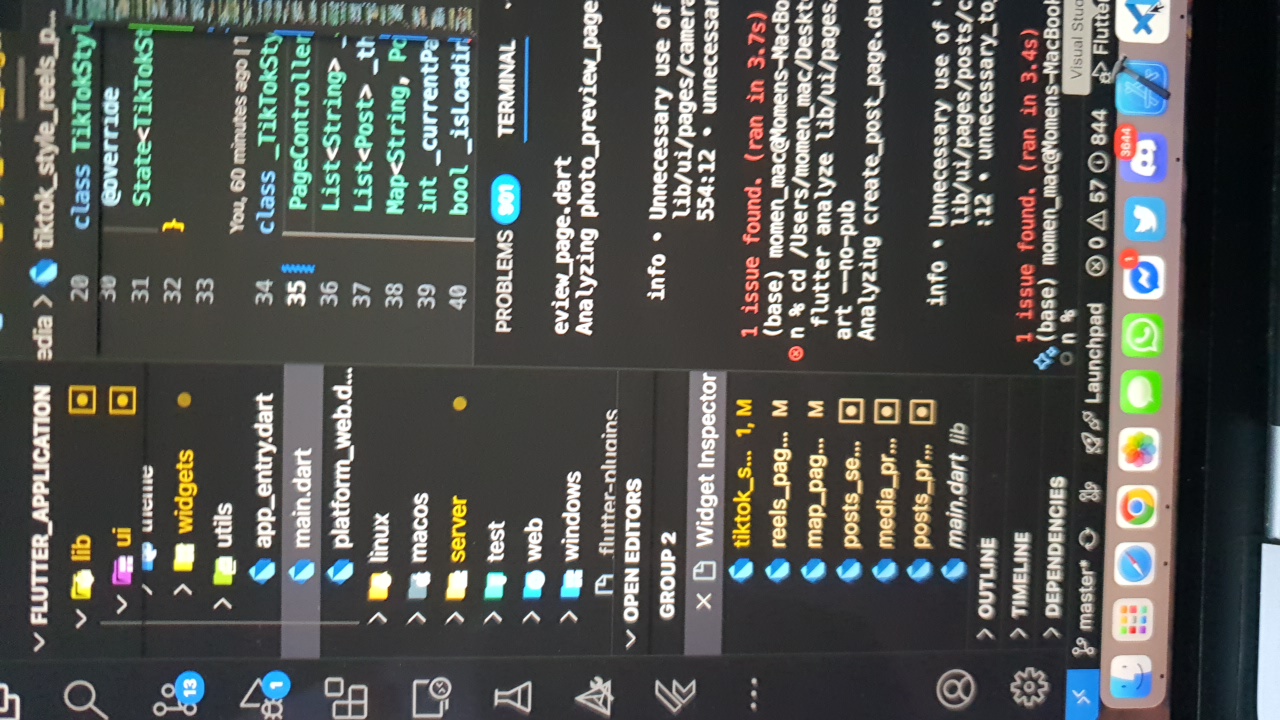 FLUTTER_APPLICATION
lib
ui
theme
widgets
utils
app_entry.dart
main.dart
platform_web.d...
linux
macos
server
test
web
windows
.flutter-plugins
OPEN EDITORS
GROUP 2
Widget Inspector
tiktok_s... 1, M
reels_pag... M
map_pag... M
posts_se...
media_pr...
posts_pr...
main.dart lib
OUTLINE
TIMELINE
DEPENDENCIES
13
1
edia > tiktok_style_reels_p...
20 class TikTokStyl
30 @override
31 State<TikTokSt
32 }
33
You, 60 minutes ago | 1
34 class _TikTokSty
35 PageController
36 List<String> _
37 List<Post> _th
38 Map<String, Po
39 int _currentPa
40 bool _isLoadin
PROBLEMS 901 TERMINAL
eview_page.dart
Analyzing photo_preview_page
info • Unnecessary use of
lib/ui/pages/camera
554:12 • unnecessar
1 issue found. (ran in 3.7s)
(base) momen_mac@Momens-MacBo
n % cd /Users/momen_mac/Deskt
flutter analyze lib/ui/pages
art --no-pub
Analyzing create_post_page.da
info • Unnecessary use of '
lib/ui/pages/posts/c
:12 • unnecessary_to
1 issue found. (ran in 3.4s)
(base) momen_mac@Momens-MacBook
n %
Visual Stud
master* Launchpad 0 57 844 Flutter
1
3644